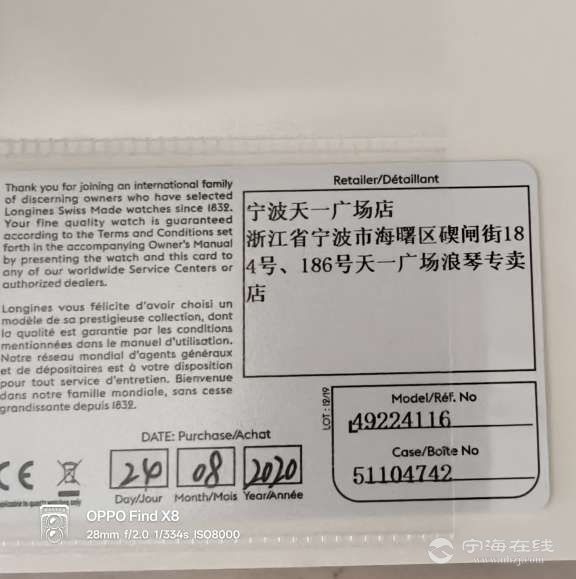 Thank you for joining an international family
of discerning owners who have selected
Longines Swiss Made watches since 1832.
Your fine quality watch is guaranteed
according to the Terms and Conditions set
forth in the accompanying Owner's Manual
by presenting the watch and this card to
any of our worldwide Service Centers or
authorized dealers.
Longines vous félicite d'avoir choisi un
modèle de sa prestigieuse collection, dont
la qualité est garantie par les conditions
mentionnées dans le manuel d'utilisation.
Notre réseau mondial d'agents généraux
et de dépositaires est à votre disposition
pour tout service d'entretien. Bienvenue
dans notre famille mondiale, sans cesse
grandissante depuis 1832.
Retailer/Détaillant
宁波天一广场店
浙江省宁波市海曙区碶闸街18
4号、186号天一广场浪琴专卖
店
LOT: 12/19
Model/Réf. No
49224116
Case/Boîte No
51104742
DATE: Purchase/Achat
24 08 2020
Day/Jour Month/Mois Year/Année
CE
OPPO Find X8
28mm f/2.0 1/334s ISO8000
宁海在线